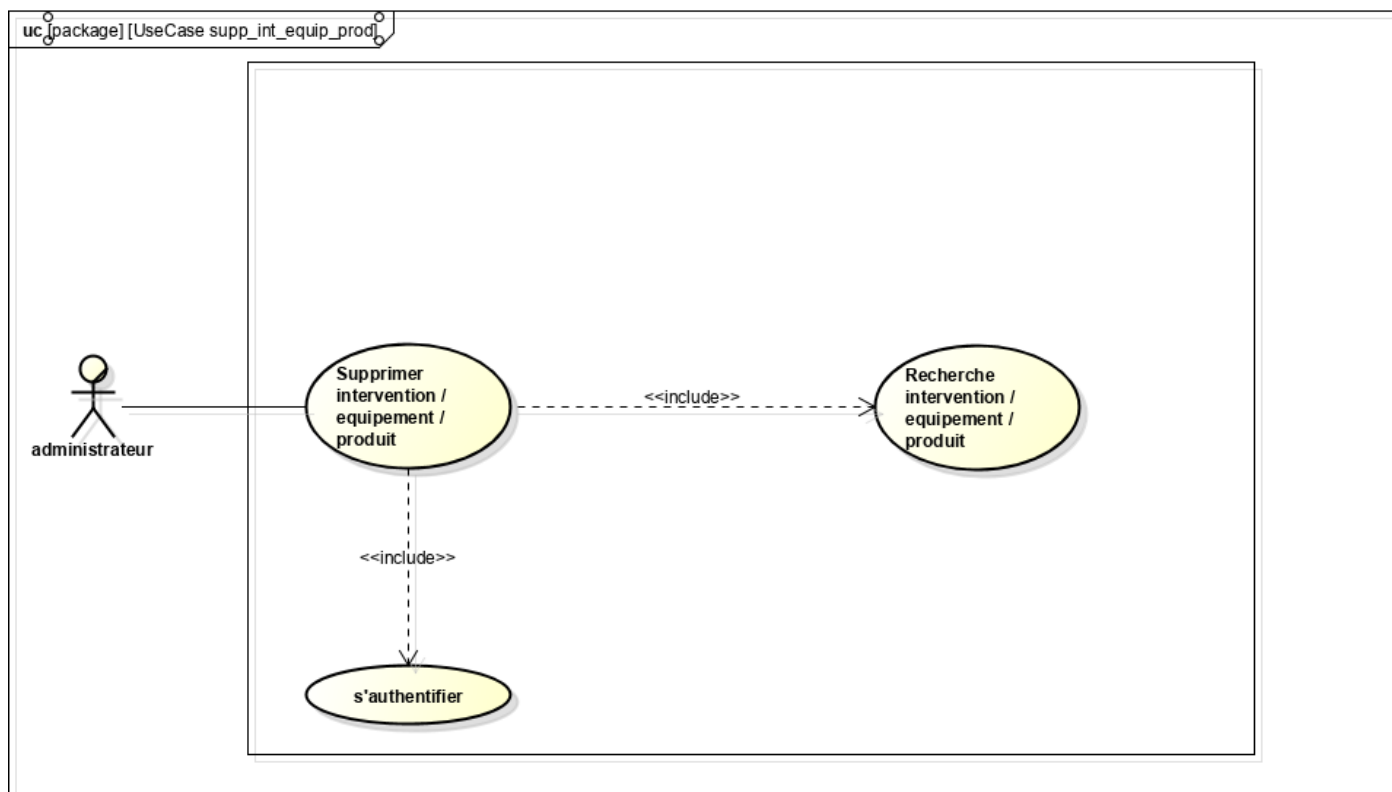 uc [package] [UseCase supp_int_equip_prod]
Supprimer
intervention /
equipement /
produit
<<include>>
Recherche
intervention /
equipement /
produit
administrateur
<<include>>
s'authentifier